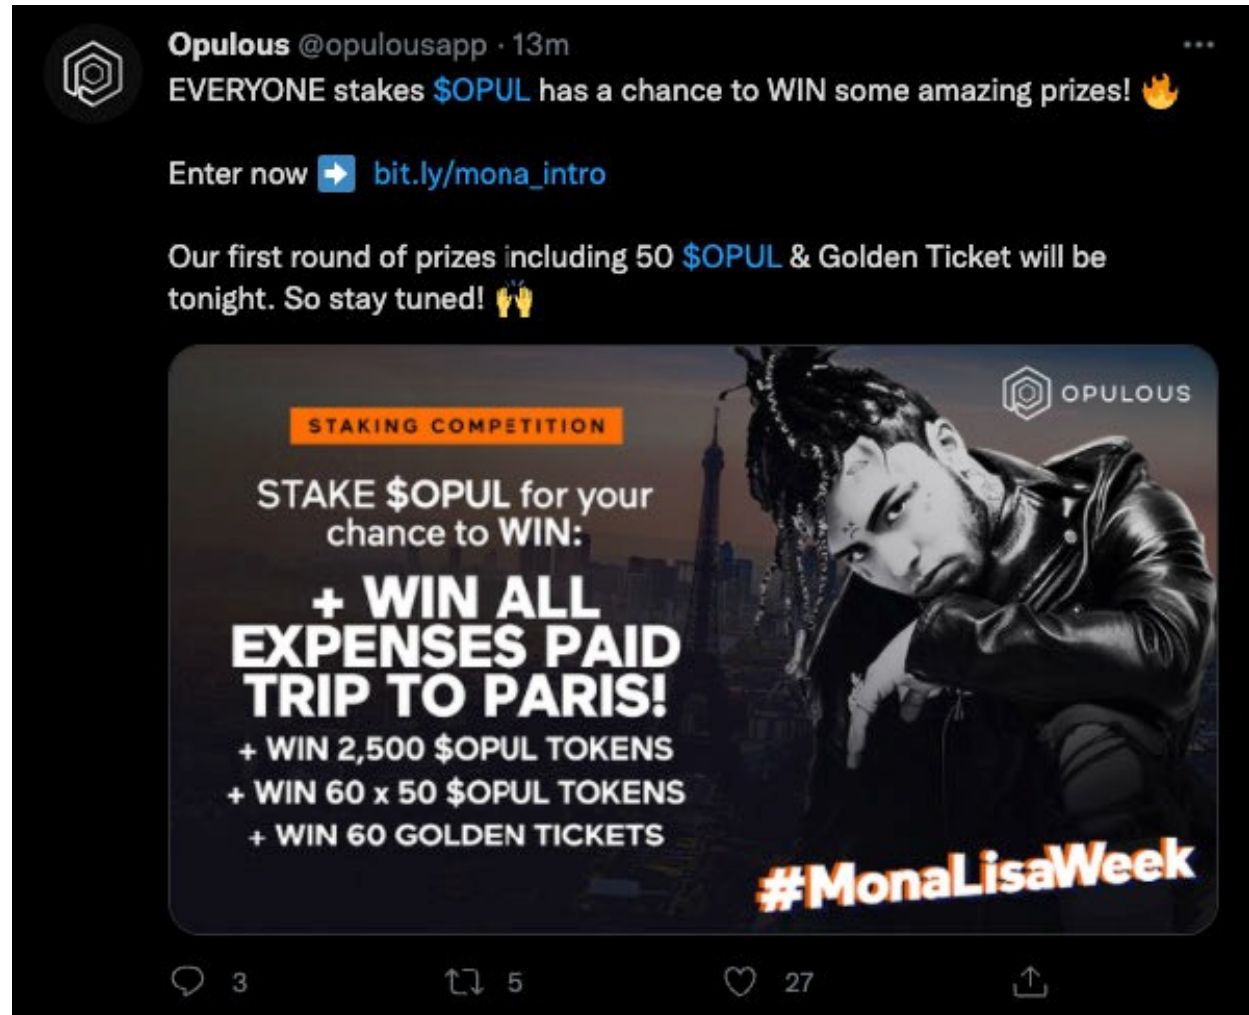 Opulous @opulousapp · 13m
EVERYONE stakes $OPUL has a chance to WIN some amazing prizes! 🔥
Enter now ➡️ bit.ly/mona_intro
Our first round of prizes including 50 $OPUL & Golden Ticket will be
tonight. So stay tuned! 🙌
OPULOUS
STAKING COMPETITION
STAKE $OPUL for your
chance to WIN:
+ WIN ALL
EXPENSES PAID
TRIP TO PARIS!
+ WIN 2,500 $OPUL TOKENS
+ WIN 60 x 50 $OPUL TOKENS
+ WIN 60 GOLDEN TICKETS
#MonaLisaWeek
3 5 27